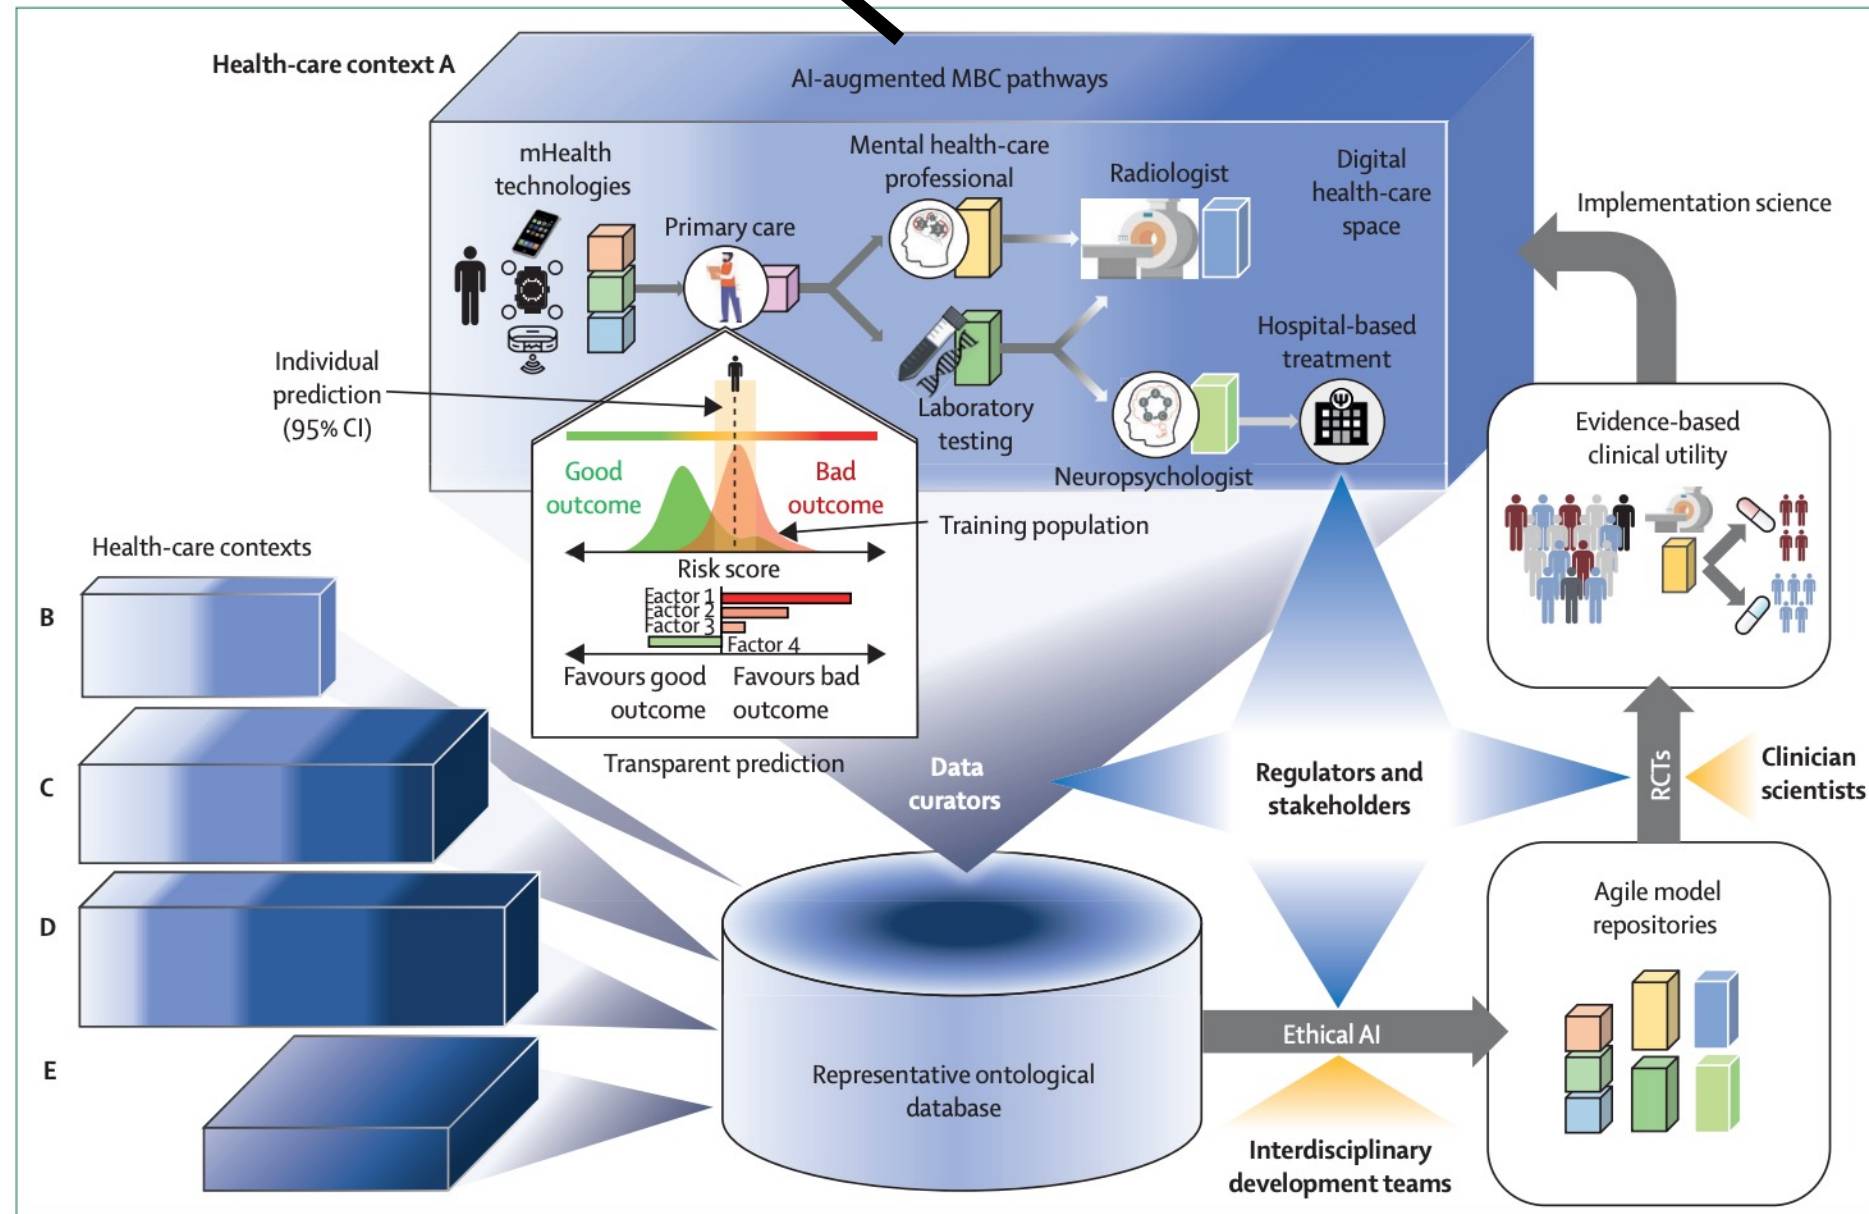 Health-care context A
AI-augmented MBC pathways
mHealth
technologies
Primary care
Mental health-care
professional
Radiologist
Digital
health-care
space
Laboratory
testing
Neuropsychologist
Hospital-based
treatment
Implementation science
Individual
prediction
(95% CI)
Good
outcome
Bad
outcome
Training population
Risk score
Factor 1
Factor 2
Factor 3
Factor 4
Favours good
outcome
Favours bad
outcome
Transparent prediction
Health-care contexts
B
C
D
E
Data
curators
Regulators and
stakeholders
Evidence-based
clinical utility
RCTs
Clinician
scientists
Agile model
repositories
Representative ontological
database
Ethical AI
Interdisciplinary
development teams